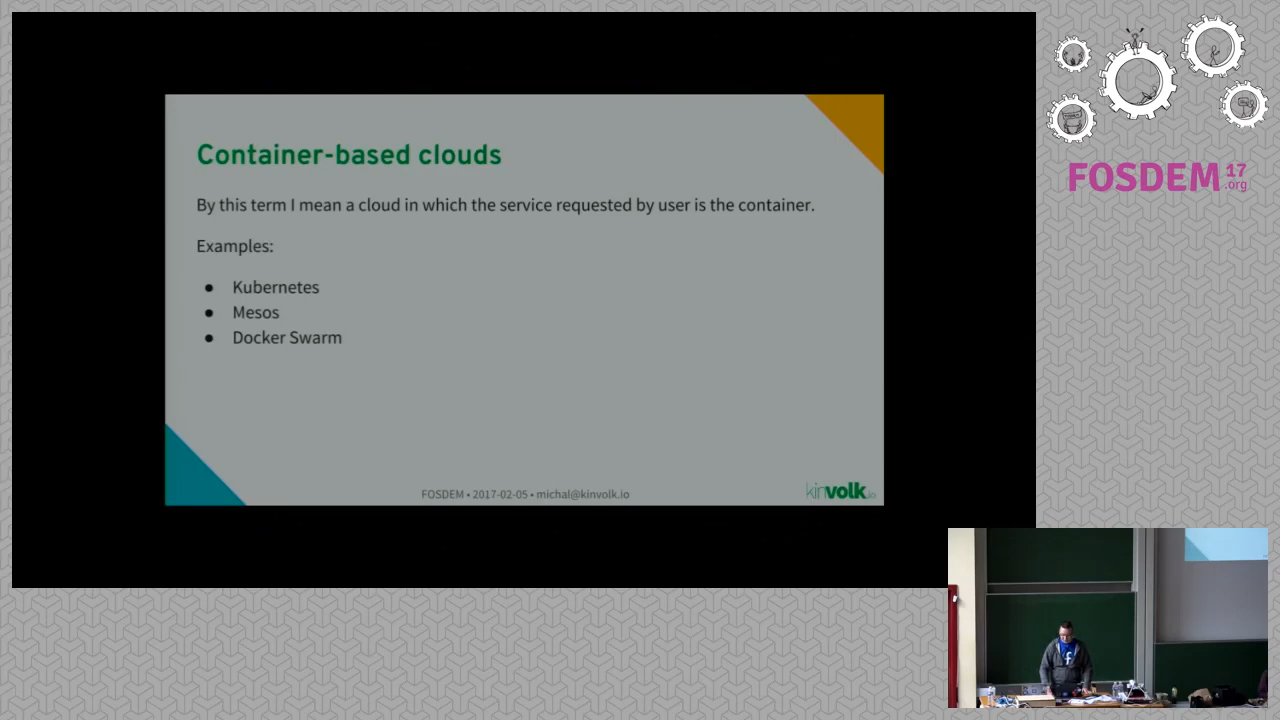 Container-based clouds
By this term I mean a cloud in which the service requested by user is the container.
Examples:
● Kubernetes
● Mesos
● Docker Swarm
FOSDEM • 2017-02-05 • michal@kinvolk.io
kinvolk.io
FOSDEM 17
.org